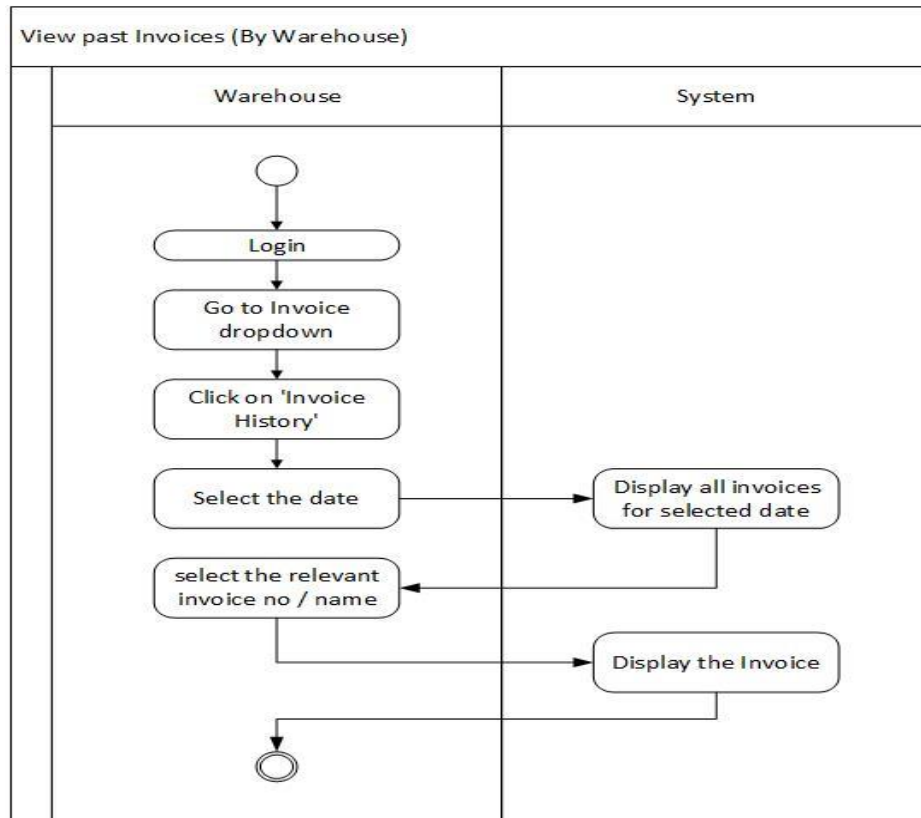 View past Invoices (By Warehouse)
Warehouse
System
Login
Go to Invoice
dropdown
Click on 'Invoice
History'
Select the date
Display all invoices
for selected date
select the relevant
invoice no / name
Display the Invoice